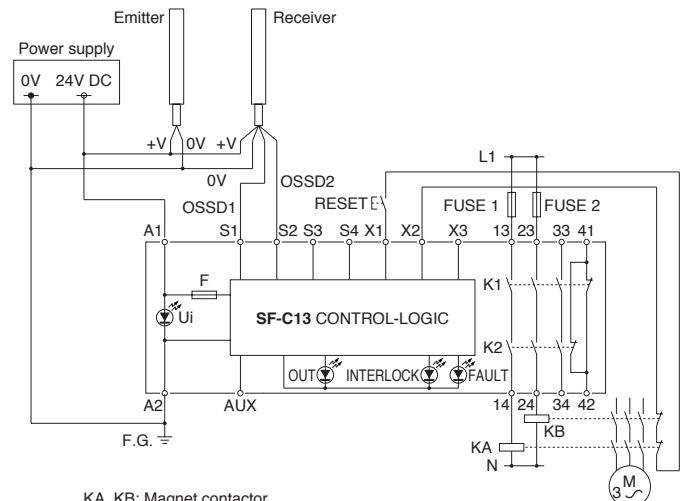 Emitter Receiver
Power supply
0V 24V DC
+V 0V +V
0V
OSSD2
OSSD1
L1
RESET
FUSE 1 FUSE 2
A1 S1 S2 S3 S4 X1 X2 X3 13 23 33 41
F
K1
Ui
SF-C13 CONTROL-LOGIC
K2
OUT INTERLOCK FAULT
A2 AUX 14 24 34 42
KB
F.G.
KA
N
M
3
KA, KB: Magnet contactor